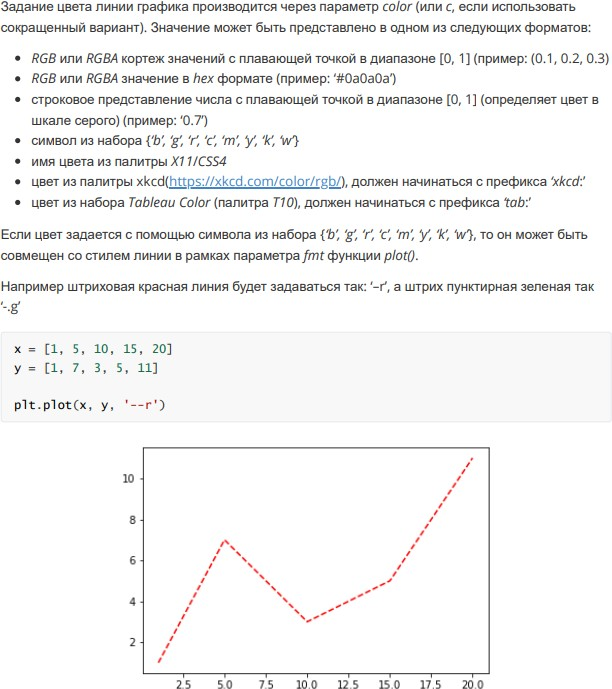 Задание цвета линии графика производится через параметр color (или c, если использовать
сокращенный вариант). Значение может быть представлено в одном из следующих форматов:
• RGB или RGBA кортеж значений с плавающей точкой в диапазоне [0, 1] (пример: (0.1, 0.2, 0.3)
• RGB или RGBA значение в hex формате (пример: ‘#0a0a0a’)
• строковое представление числа с плавающей точкой в диапазоне [0, 1] (определяет цвет в
шкале серого) (пример: ‘0.7’)
• символ из набора {‘b’, ‘g’, ‘r’, ‘c’, ‘m’, ‘y’, ‘k’, ‘w’}
• имя цвета из палитры X11/CSS4
• цвет из палитры xkcd(https://xkcd.com/color/rgb/), должен начинаться с префикса ‘xkcd:’
• цвет из набора Tableau Color (палитра T10), должен начинаться с префикса ‘tab:’
Если цвет задается с помощью символа из набора {‘b’, ‘g’, ‘r’, ‘c’, ‘m’, ‘y’, ‘k’, ‘w’}, то он может быть
совмещен со стилем линии в рамках параметра fmt функции plot().
Например штриховая красная линия будет задаваться так: ‘–r’, а штрих пунктирная зеленая так
‘-.g’
x = [1, 5, 10, 15, 20]
y = [1, 7, 3, 5, 11]
plt.plot(x, y, '--r')
10
8
6
4
2
2.5 5.0 7.5 10.0 12.5 15.0 17.5 20.0